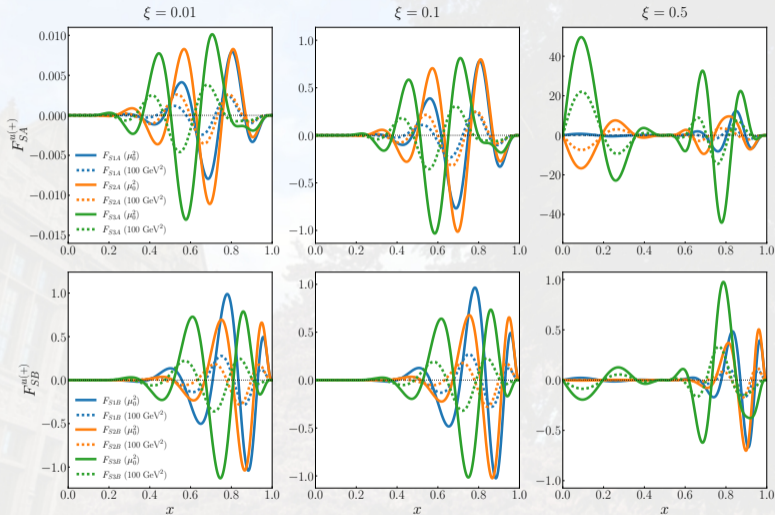 ξ = 0.01 ξ = 0.1 ξ = 0.5
F_{SA}^{u(+)}
0.010
0.005
0.000
−0.005
−0.010
−0.015
F_{S1A} (μ_0^2)
F_{S1A} (100 GeV^2)
F_{S2A} (μ_0^2)
F_{S2A} (100 GeV^2)
F_{S3A} (μ_0^2)
F_{S3A} (100 GeV^2)
0.0 0.2 0.4 0.6 0.8 1.0
1.0
0.5
0.0
−0.5
−1.0
0.0 0.2 0.4 0.6 0.8 1.0
40
20
0
−20
−40
0.0 0.2 0.4 0.6 0.8 1.0
F_{SB}^{u(+)}
1.0
0.5
0.0
−0.5
−1.0
F_{S1B} (μ_0^2)
F_{S1B} (100 GeV^2)
F_{S2B} (μ_0^2)
F_{S2B} (100 GeV^2)
F_{S3B} (μ_0^2)
F_{S3B} (100 GeV^2)
0.0 0.2 0.4 0.6 0.8 1.0
x
1.0
0.5
0.0
−0.5
−1.0
0.0 0.2 0.4 0.6 0.8 1.0
x
1.0
0.5
0.0
−0.5
−1.0
0.0 0.2 0.4 0.6 0.8 1.0
x